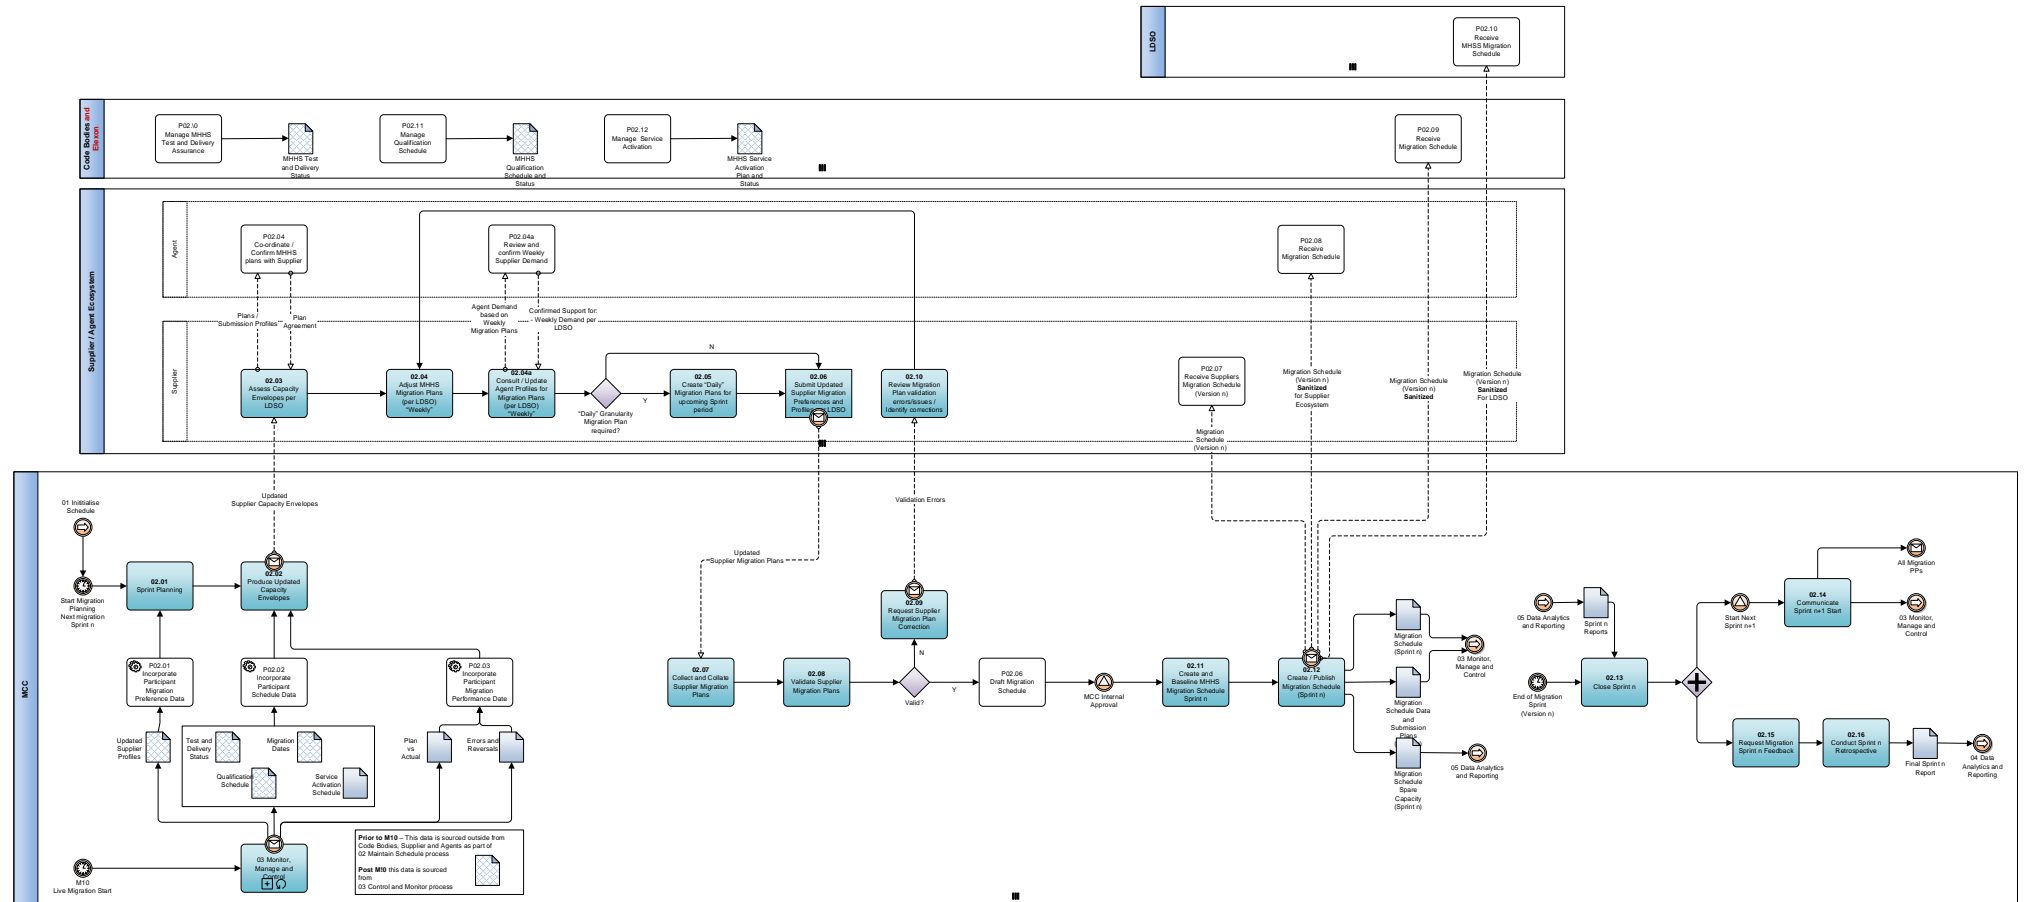 LDSO
P02.10
Receive
MHSS Migration
Schedule
Code Bodies and
Elexon
P02.\0
Manage MHHS
Test and Delivery
Assurance
MHHS Test
and Delivery
Status
P02.11
Manage
Qualification
Schedule
MHHS
Qualification
Schedule and
Status
P02.12
Manage Service
Activation
MHHS Service
Activation
Plan and
Status
P02.09
Receive
Migration Schedule
Supplier / Agent Ecosystem
Agent
P02.04
Co-ordinate /
Confirm MHHS
plans with Supplier
P02.04a
Review and
confirm Weekly
Supplier Demand
P02.08
Receive
Migration Schedule
Plans /
Submission Profiles
Plan
Agreement
Agent Demand
based on
Weekly
Migration Plans
Confirmed Support for:
- Weekly Demand per
LDSO
Supplier
02.03
Assess Capacity
Envelopes per
LDSO
02.04
Adjust MHHS
Migration Plans
(per LDSO)
"Weekly"
02.04a
Consult / Update
Agent Profiles for
Migration Plans
(per LDSO)
"Weekly"
N
Y
"Daily" Granularity
Migration Plan
required?
02.05
Create "Daily"
Migration Plans for
upcoming Sprint
period
02.06
Submit Updated
Supplier Migration
Preferences and
Profiles LDSO
02.10
Review Migration
Plan validation
errors/issues /
Identify corrections
P02.07
Receive Suppliers
Migration Schedule
(Version n)
Migration
Schedule
(Version n)
Migration Schedule
(Version n)
Sanitized
for Supplier
Ecosystem
Migration Schedule
(Version n)
Sanitized
Migration Schedule
(Version n)
Sanitized
For LDSO
MCC
01 Inititialise
Schedule
Start Migration
Planning
Next migration
Sprint n
02.01
Sprint Planning
Updated
Supplier Capacity Envelopes
02.02
Produce Updated
Capacity
Envelopes
P02.01
Incorporate
Participant
Migration
Preference Data
P02.02
Incorporate
Participant
Schedule Data
P02.03
Incorporate
Participant
Migration
Performance Data
Updated
Supplier
Profiles
Test and
Delivery
Status
Migration
Dates
Qualification
Schedule
Service
Activation
Schedule
Plan
vs
Actual
Errors and
Reversals
M10
Live Migration Start
03 Monitor,
Manage and
Control
Prior to M10 – This data is sourced outside from
Code Bodies, Supplier and Agents as part of
02 Maintain Schedule process
Post M!0 this data is sourced
from
03 Control and Monitor process
Updated
Supplier Migration Plans
Validation Errors
02.09
Request Supplier
Migration Plan
Correction
02.07
Collect and Collate
Supplier Migration
Plans
02.08
Validate Supplier
Migration Plans
N
Y
Valid?
P02.06
Draft Migration
Schedule
MCC Internal
Approval
02.11
Create and
Baseline MHHS
Migration Schedule
Sprint n
02.12
Create / Publish
Migration Schedule
(Sprint n)
Migration
Schedule
(Sprint n)
Migration
Schedule Data
and
Submission
Plans
Migration
Schedule
Spare
Capacity
(Sprint n)
03 Monitor,
Manage and
Control
05 Data Analytics
and Reporting
05 Data Analytics
and Reporting
Sprint n
Reports
End of Migration
Sprint
(Version n)
02.13
Close Sprint n
Start Next
Sprint n+1
02.14
Communicate
Sprint n+1 Start
All Migration
PPs
03 Monitor,
Manage and
Control
02.15
Request Migration
Sprint n Feedback
02.16
Conduct Sprint n
Retrospective
Final Sprint n
Report
04 Data
Analytics and
Reporting